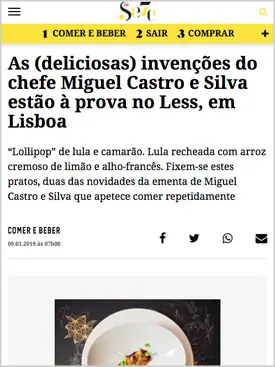 Se7e
1 COMER E BEBER 2 SAIR 3 COMPRAR +
As (deliciosas) invenções do
chefe Miguel Castro e Silva
estão à prova no Less, em
Lisboa
“Lollipop” de lula e camarão. Lula recheada com arroz
cremoso de limão e alho-francês. Fixem-se estes
pratos, duas das novidades da ementa de Miguel
Castro e Silva que apetece comer repetidamente
COMER E BEBER
09.01.2019 às 07h00